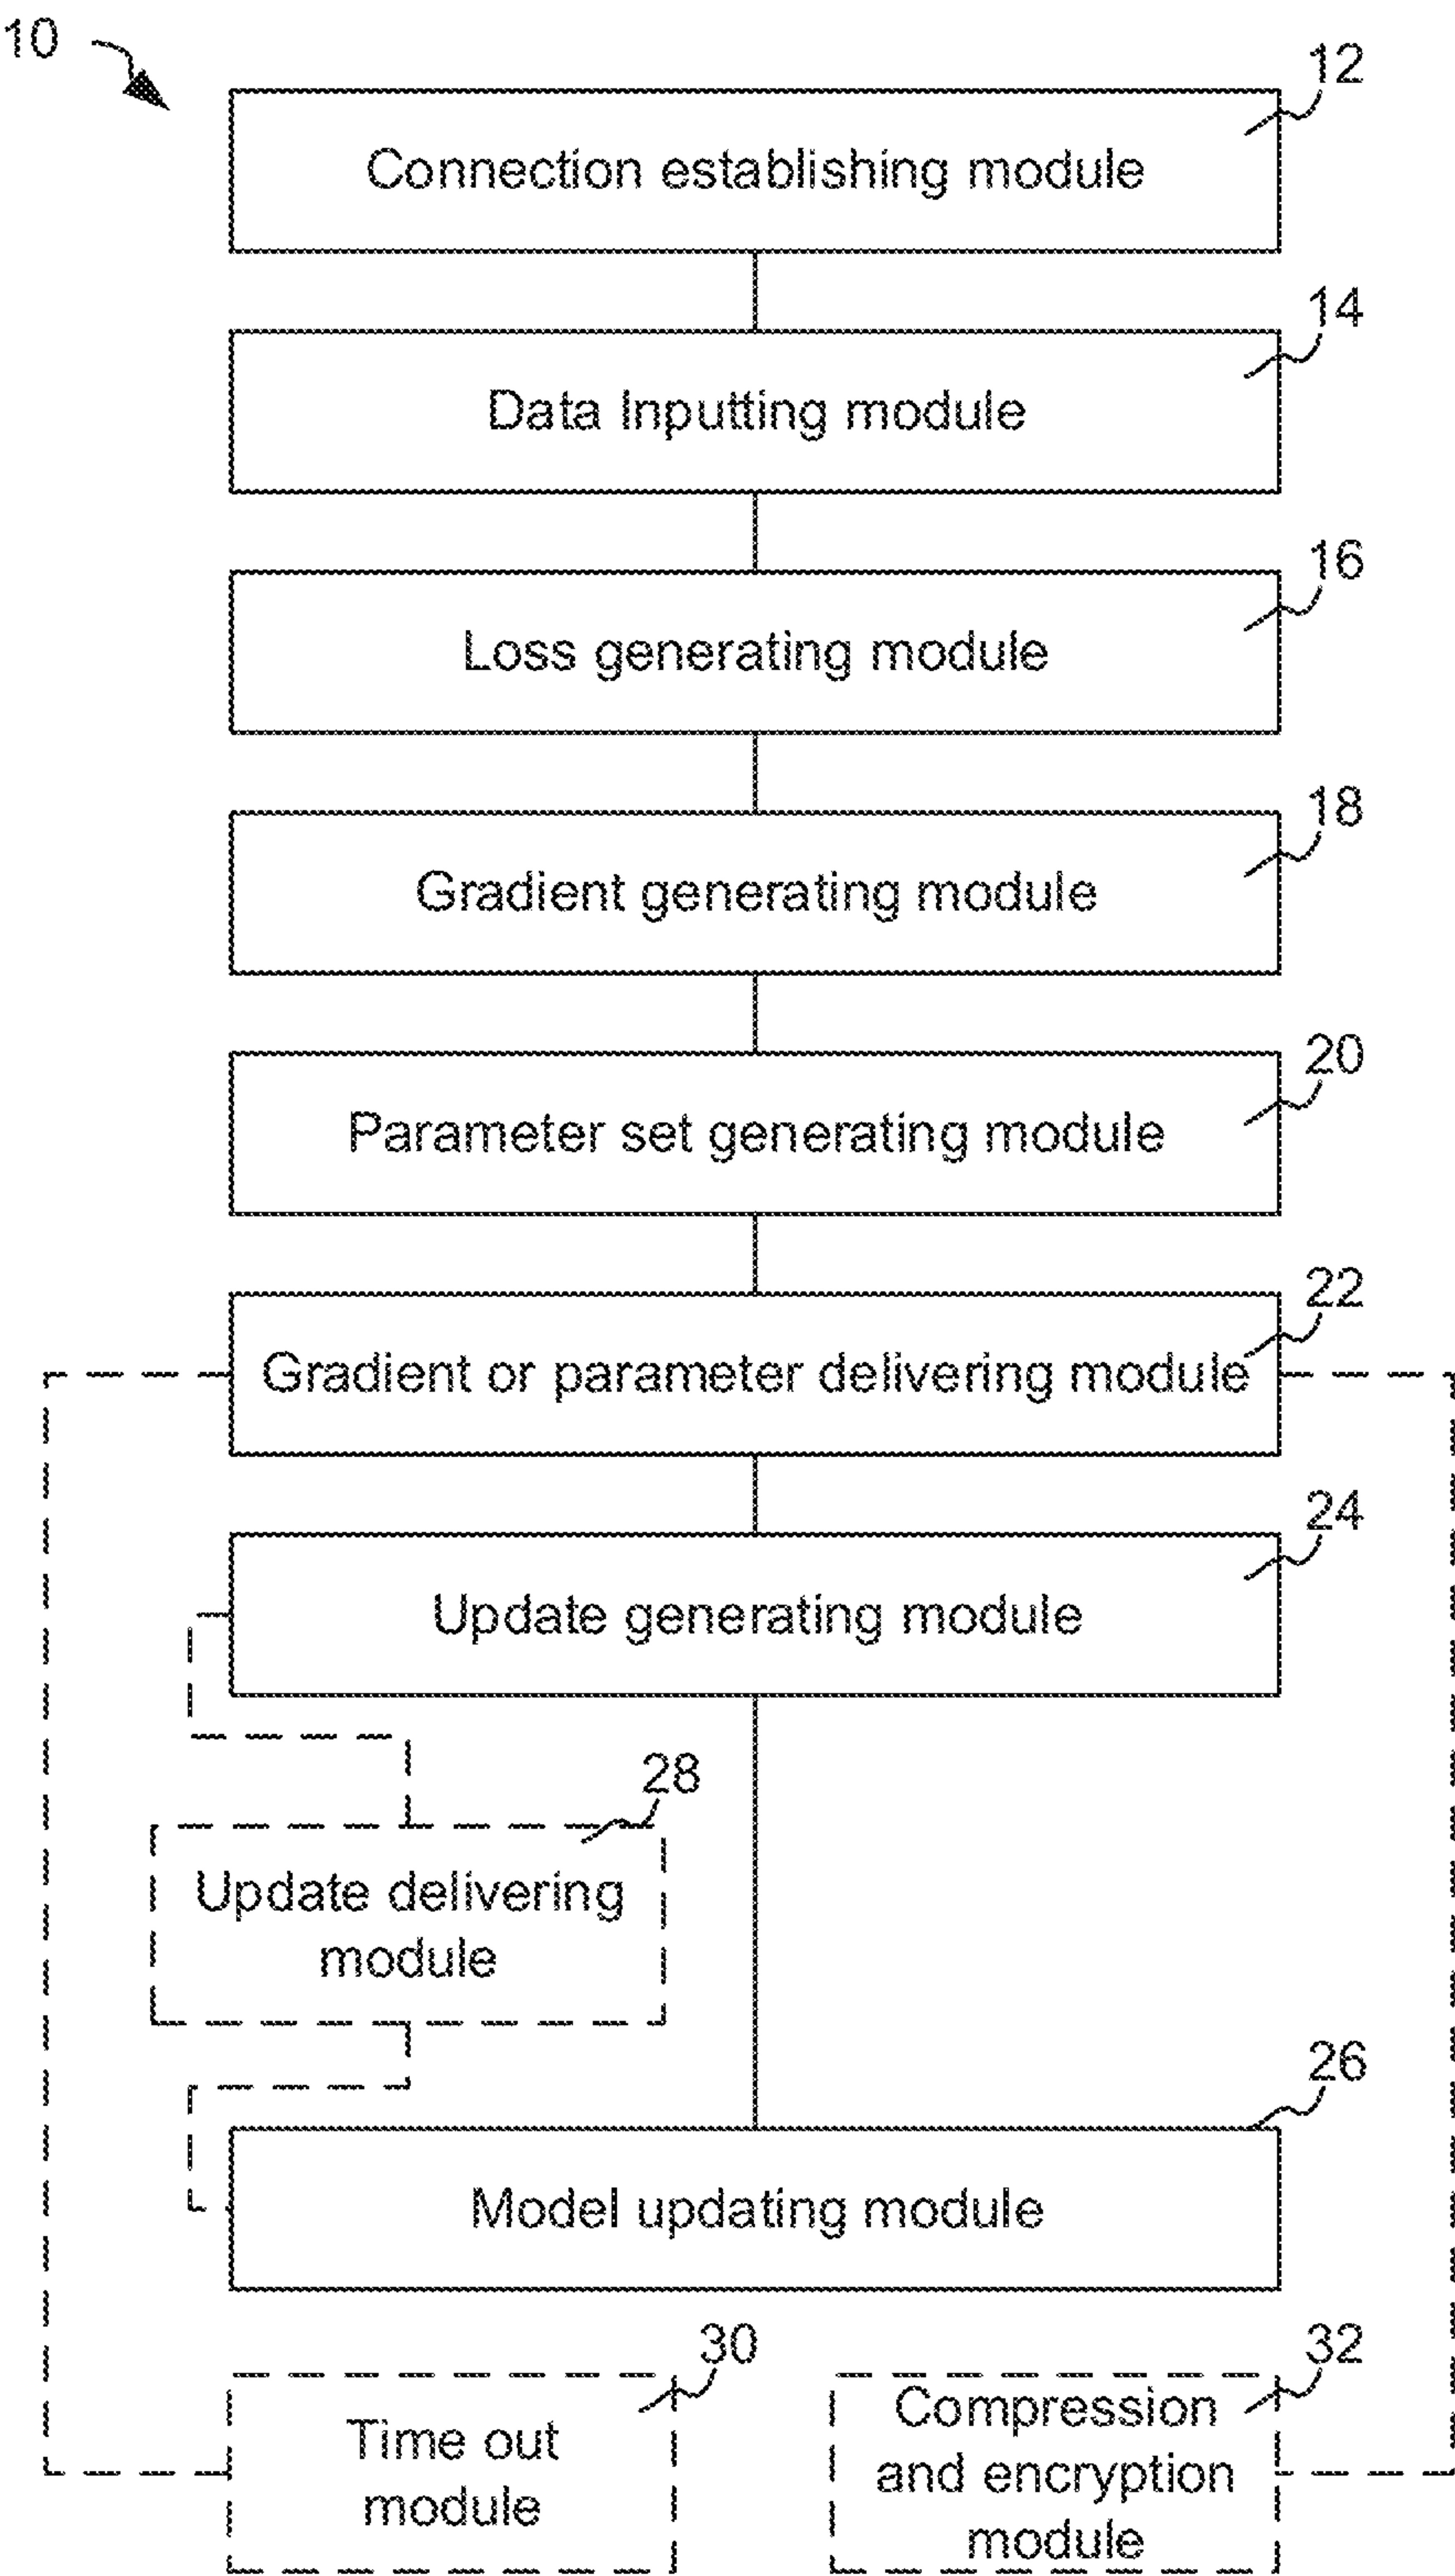 10
12
Connection establishing module
14
Data Inputting module
16
Loss generating module
18
Gradient generating module
20
Parameter set generating module
22
Gradient or parameter delivering module
24
Update generating module
28
Update delivering
module
26
Model updating module
30
Time out
module
32
Compression
and encryption
module